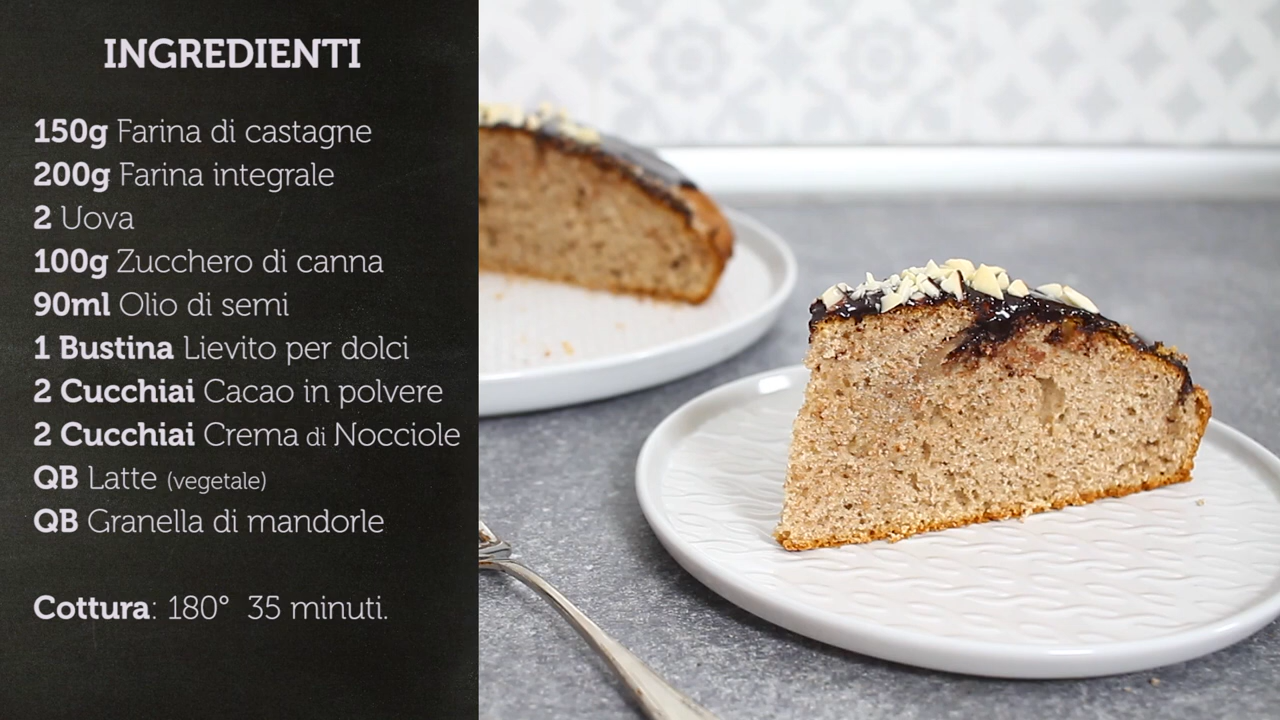 INGREDIENTI
150g Farina di castagne
200g Farina integrale
2 Uova
100g Zucchero di canna
90ml Olio di semi
1 Bustina Lievito per dolci
2 Cucchiai Cacao in polvere
2 Cucchiai Crema di Nocciole
QB Latte (vegetale)
QB Granella di mandorle
Cottura: 180° 35 minuti.